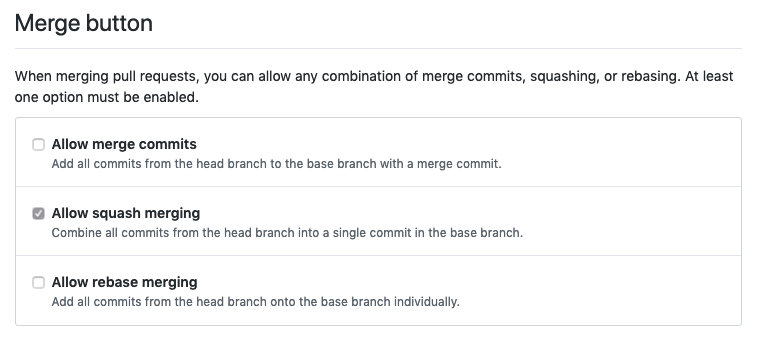 Merge button
When merging pull requests, you can allow any combination of merge commits, squashing, or rebasing. At least
one option must be enabled.
Allow merge commits
Add all commits from the head branch to the base branch with a merge commit.
Allow squash merging
Combine all commits from the head branch into a single commit in the base branch.
Allow rebase merging
Add all commits from the head branch onto the base branch individually.